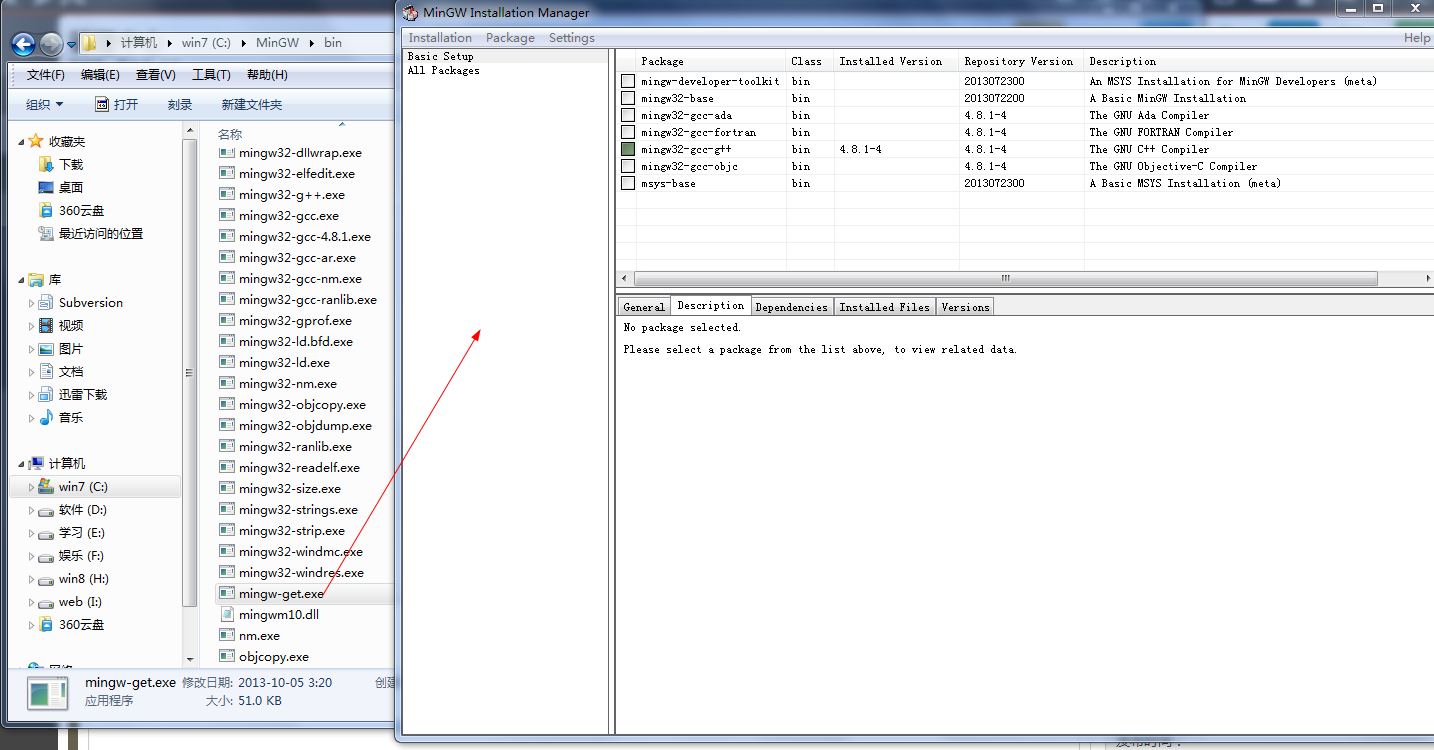 计算机 win7 (C:) MinGW bin
文件(F) 编辑(E) 查看(V) 工具(T) 帮助(H)
组织 打开 刻录 新建文件夹
收藏夹
下载
桌面
360云盘
最近访问的位置
库
Subversion
视频
图片
文档
迅雷下载
音乐
计算机
win7 (C:)
软件 (D:)
学习 (E:)
娱乐 (F:)
win8 (H:)
web (I:)
360云盘
网络
名称
mingw32-dllwrap.exe
mingw32-elfedit.exe
mingw32-g++.exe
mingw32-gcc.exe
mingw32-gcc-4.8.1.exe
mingw32-gcc-ar.exe
mingw32-gcc-nm.exe
mingw32-gcc-ranlib.exe
mingw32-gprof.exe
mingw32-ld.bfd.exe
mingw32-ld.exe
mingw32-nm.exe
mingw32-objcopy.exe
mingw32-objdump.exe
mingw32-ranlib.exe
mingw32-readelf.exe
mingw32-size.exe
mingw32-strings.exe
mingw32-strip.exe
mingw32-windmc.exe
mingw32-windres.exe
mingw-get.exe
mingwm10.dll
nm.exe
objcopy.exe
mingw-get.exe 修改日期: 2013-10-05 3:20 创建
应用程序 大小: 51.0 KB
MinGW Installation Manager
Installation Package Settings Help
Basic Setup
All Packages
Package Class Installed Version Repository Version Description
mingw-developer-toolkit bin 2013072300 An MSYS Installation for MinGW Developers (meta)
mingw32-base bin 2013072200 A Basic MinGW Installation
mingw32-gcc-ada bin 4.8.1-4 The GNU Ada Compiler
mingw32-gcc-fortran bin 4.8.1-4 The GNU FORTRAN Compiler
mingw32-gcc-g++ bin 4.8.1-4 4.8.1-4 The GNU C++ Compiler
mingw32-gcc-objc bin 4.8.1-4 The GNU Objective-C Compiler
msys-base bin 2013072300 A Basic MSYS Installation (meta)
General Description Dependencies Installed Files Versions
No package selected.
Please select a package from the list above, to view related data.
发布时间：